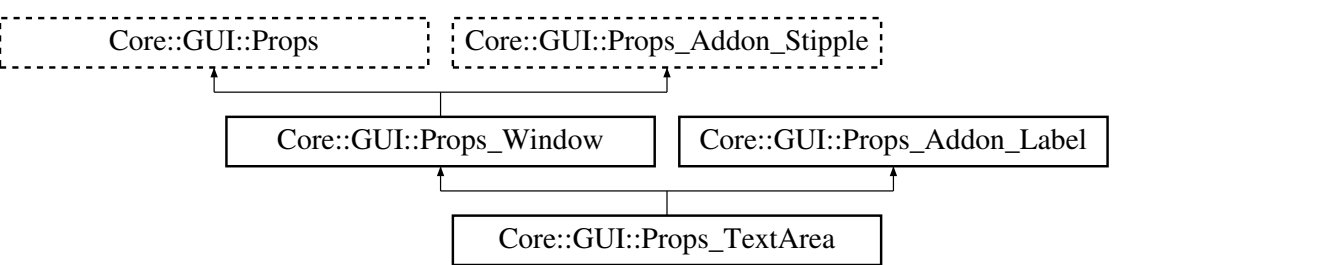 Core::GUI::Props
Core::GUI::Props_Addon_Stipple
Core::GUI::Props_Window
Core::GUI::Props_Addon_Label
Core::GUI::Props_TextArea